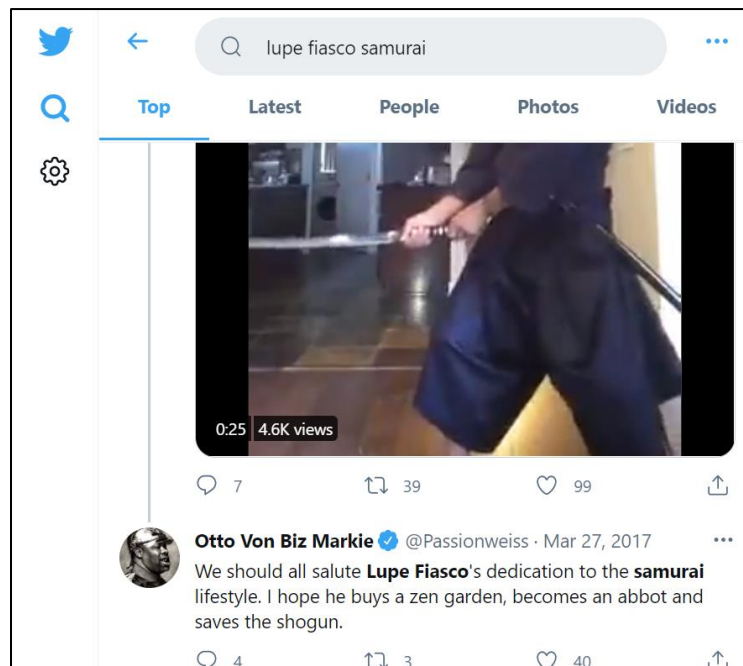 lupe fiasco samurai
Top Latest People Photos Videos
0:25 4.6K views
7 39 99
Otto Von Biz Markie @Passionweiss · Mar 27, 2017
We should all salute Lupe Fiasco's dedication to the samurai
lifestyle. I hope he buys a zen garden, becomes an abbot and
saves the shogun.
4 3 40